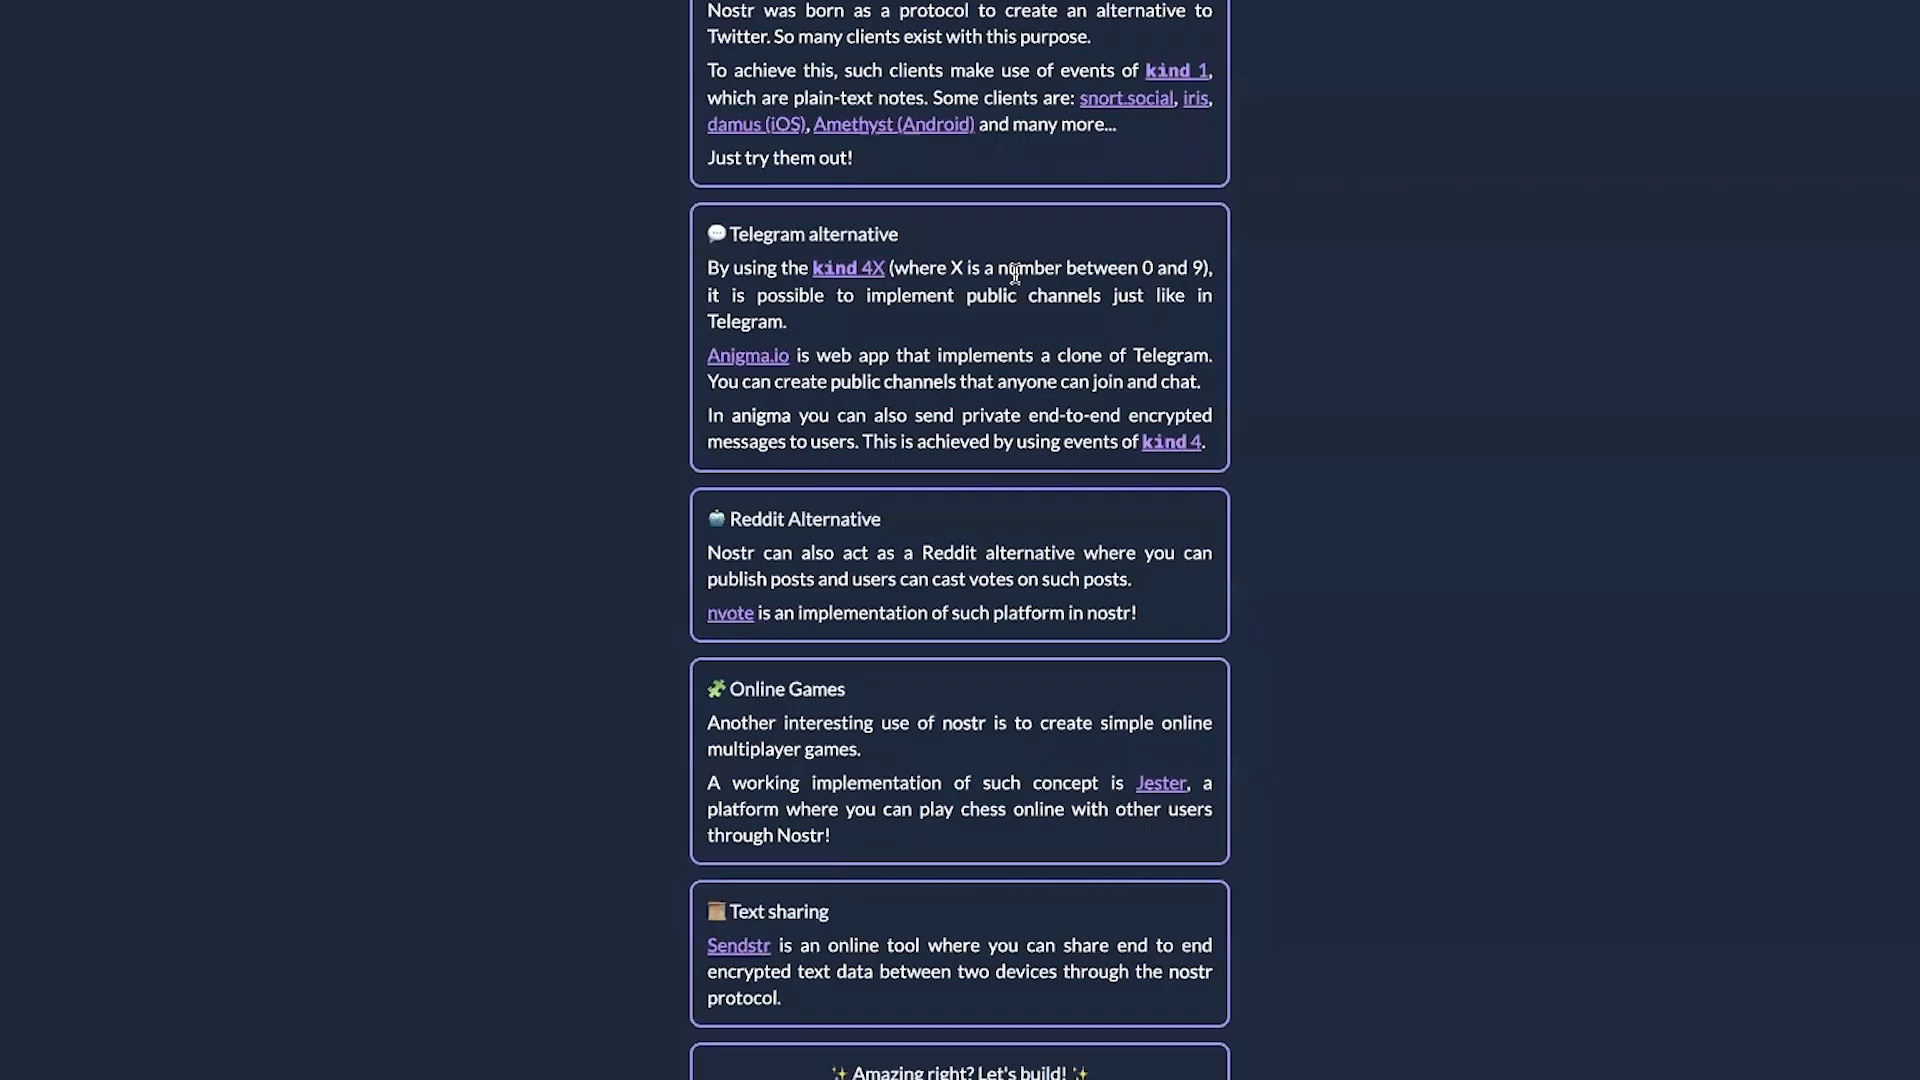 Nostr was born as a protocol to create an alternative to
Twitter. So many clients exist with this purpose.
To achieve this, such clients make use of events of kind 1,
which are plain-text notes. Some clients are: snort.social, iris,
damus (iOS), Amethyst (Android) and many more...
Just try them out!
💬 Telegram alternative
By using the kind 4X (where X is a number between 0 and 9),
it is possible to implement public channels just like in
Telegram.
Anigma.io is web app that implements a clone of Telegram.
You can create public channels that anyone can join and chat.
In anigma you can also send private end-to-end encrypted
messages to users. This is achieved by using events of kind 4.
Reddit Alternative
Nostr can also act as a Reddit alternative where you can
publish posts and users can cast votes on such posts.
nvote is an implementation of such platform in nostr!
🧩 Online Games
Another interesting use of nostr is to create simple online
multiplayer games.
A working implementation of such concept is Jester, a
platform where you can play chess online with other users
through Nostr!
Text sharing
Sendstr is an online tool where you can share end to end
encrypted text data between two devices through the nostr
protocol.
✨ Amazing right? Let's build! ✨